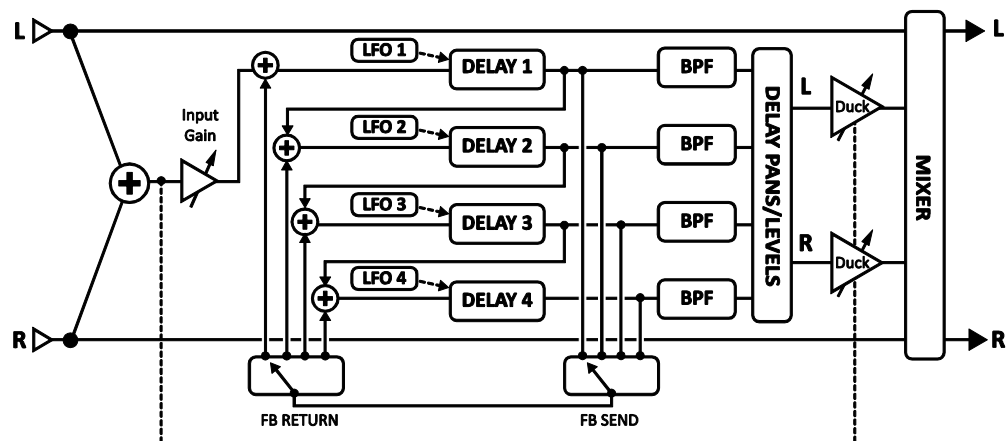 L
L
LFO 1
DELAY 1
BPF
Input
Gain
LFO 2
DELAY 2
BPF
LFO 3
DELAY 3
BPF
LFO 4
DELAY 4
BPF
DELAY PANS/LEVELS
L
Duck
R
Duck
MIXER
R
R
FB RETURN
FB SEND